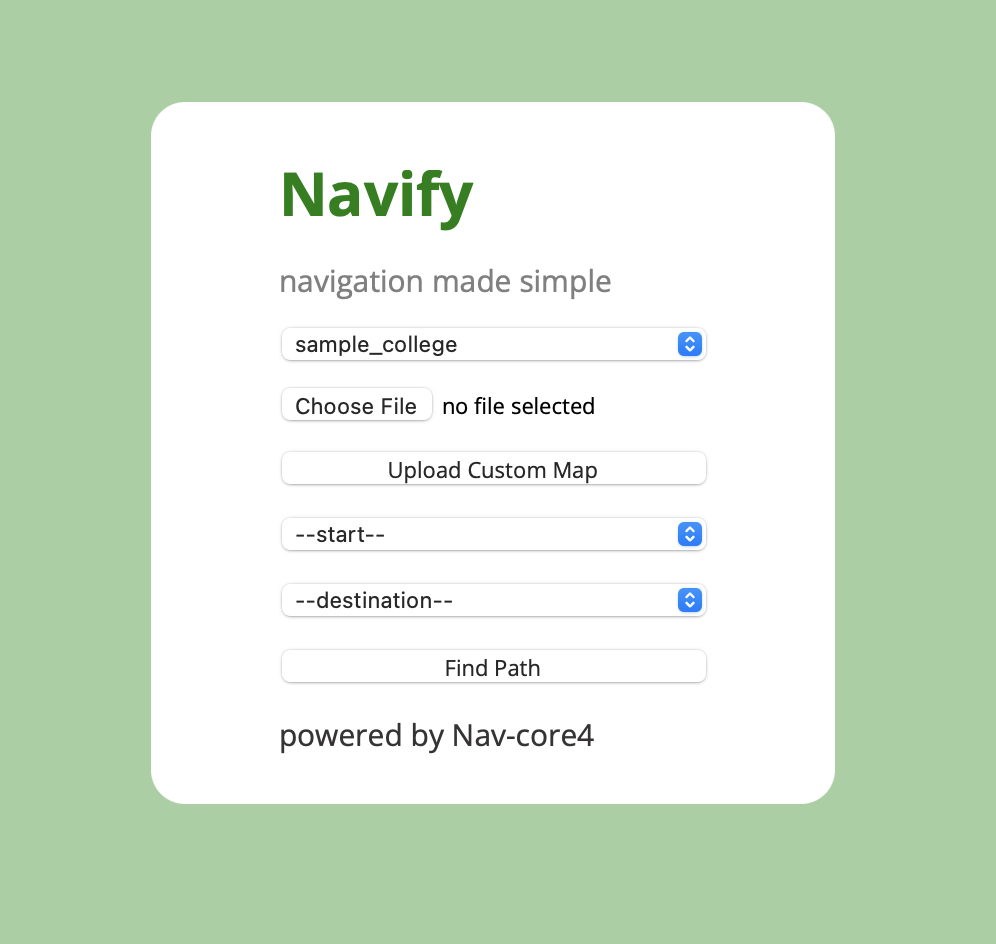 Navify
navigation made simple
sample_college
Choose File no file selected
Upload Custom Map
--start--
--destination--
Find Path
powered by Nav-core4